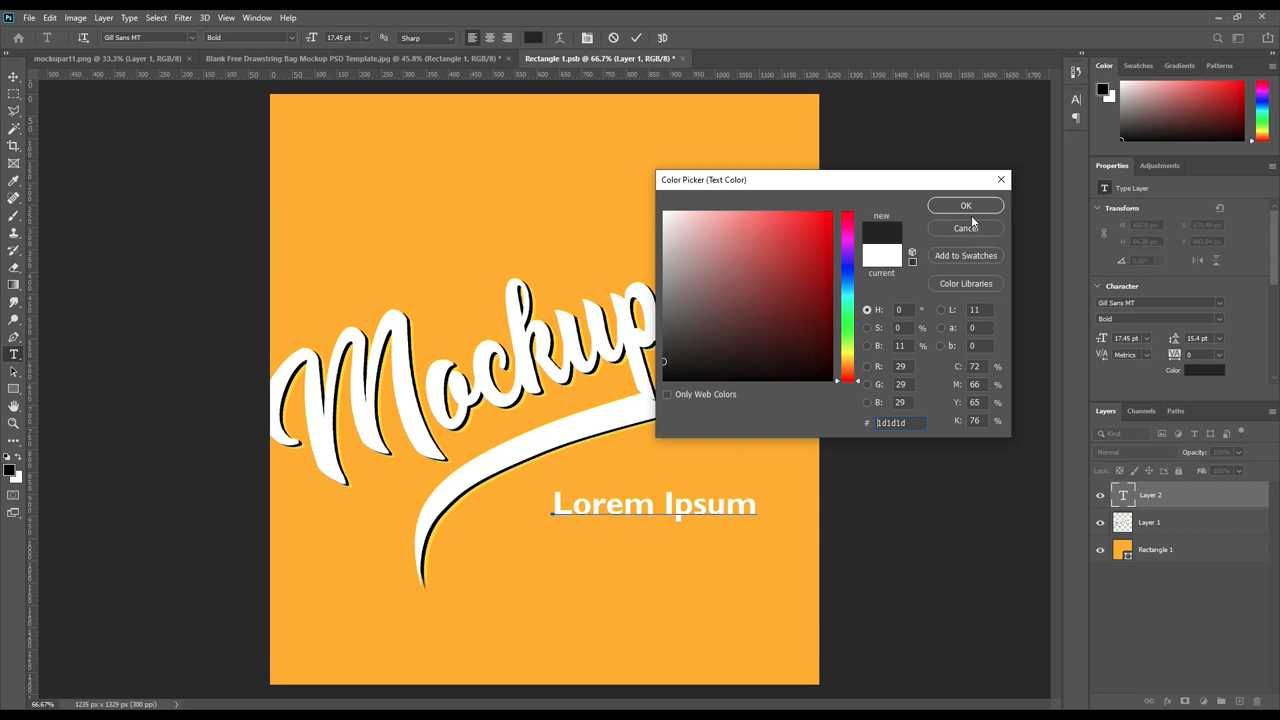 File Edit Image Layer Type Select Filter 3D View Window Help
Gill Sans MT Bold 17.45 pt Sharp 3D
mockupart1.png @ 33.3% (Layer 1, RGB/8) × Blank Free Drawstring Bag Mockup PSD Template.jpg @ 45.8% (Rectangle 1, RGB/8) * × Rectangle 1.psb @ 66.7% (Layer 1, RGB/8) * ×
Color Swatches Gradients Patterns
Properties Adjustments
Type Layer
Transform
Character
Gill Sans MT
Bold
17.45 pt 15.4 pt
Metrics 0
Color
Layers Channels Paths
Kind
Normal Opacity: 100%
Lock: Fill: 100%
Layer 2
Layer 1
Rectangle 1
Color Picker (Text Color)
OK
new
Cancel
current
Add to Swatches
Color Libraries
H: 0 ° L: 11
S: 0 % a: 0
B: 11 % b: 0
R: 29 C: 72 %
G: 29 M: 66 %
B: 29 Y: 65 %
# 1d1d1d K: 76 %
Only Web Colors
Mockup
Lorem Ipsum
66.67% 1235 px x 1329 px (300 ppi)